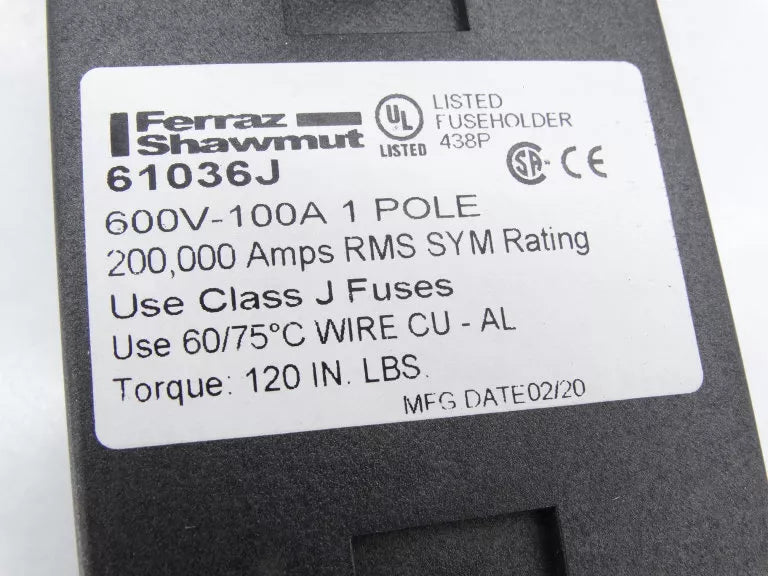 Ferraz
Shawmut
UL
LISTED
LISTED
FUSEHOLDER
438P
61036J
SA
CE
600V-100A 1 POLE
200,000 Amps RMS SYM Rating
Use Class J Fuses
Use 60/75°C WIRE CU - AL
Torque: 120 IN. LBS.
MFG DATE02/20